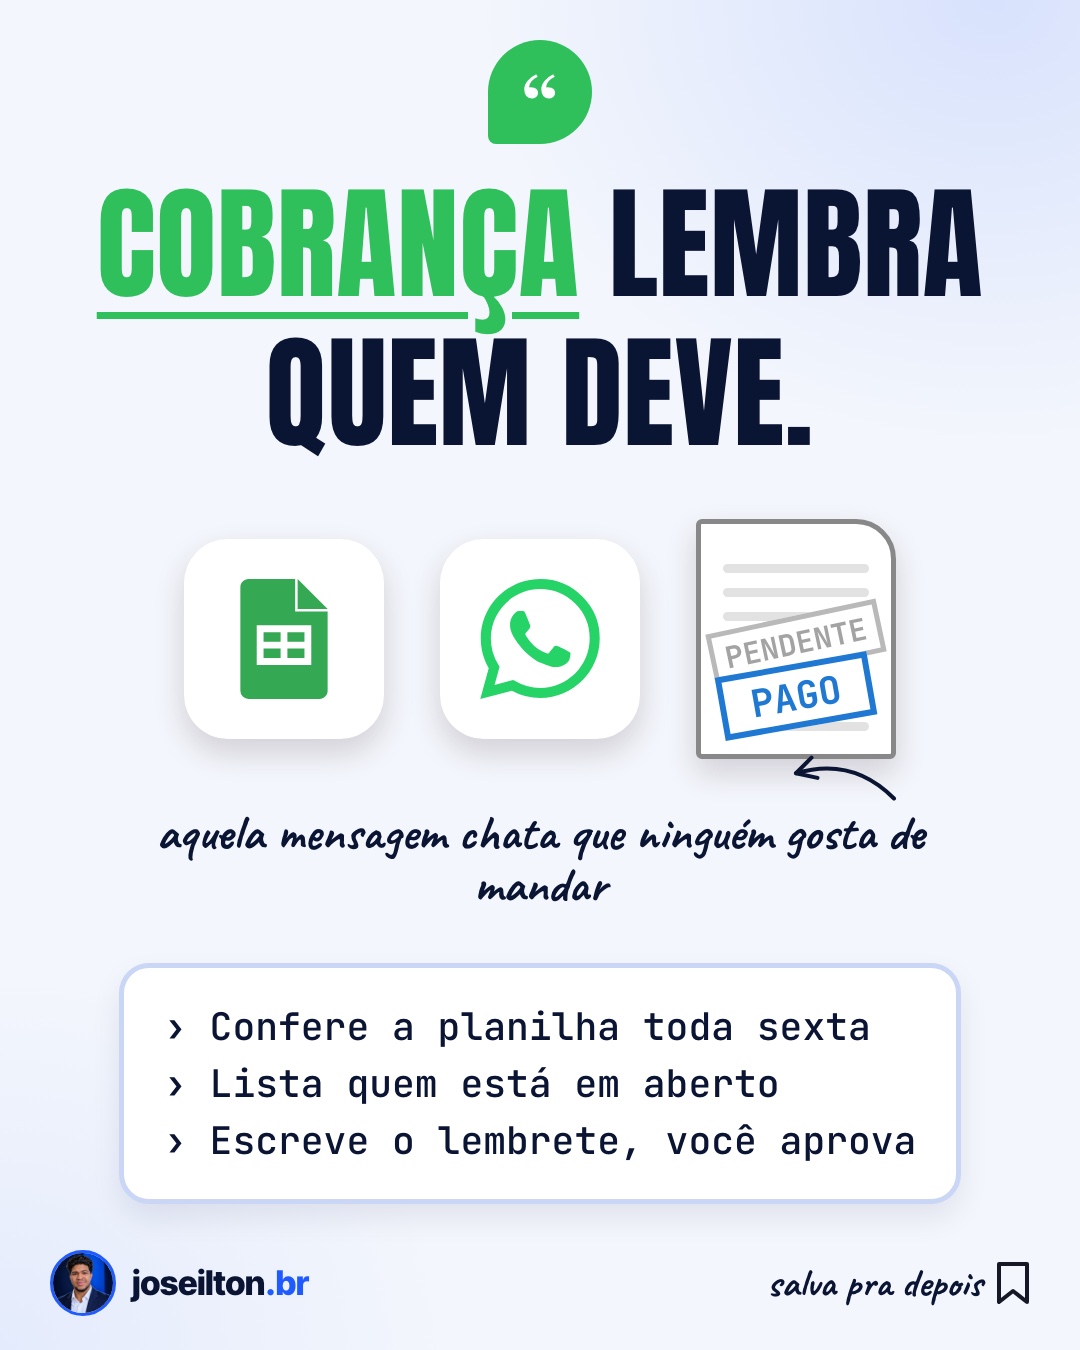 “
COBRANÇA LEMBRA
QUEM DEVE.
PENDENTE
PAGO
aquela mensagem chata que ninguém gosta de
mandar
› Confere a planilha toda sexta
› Lista quem está em aberto
› Escreve o lembrete, você aprova
joseilton.br
salva pra depois